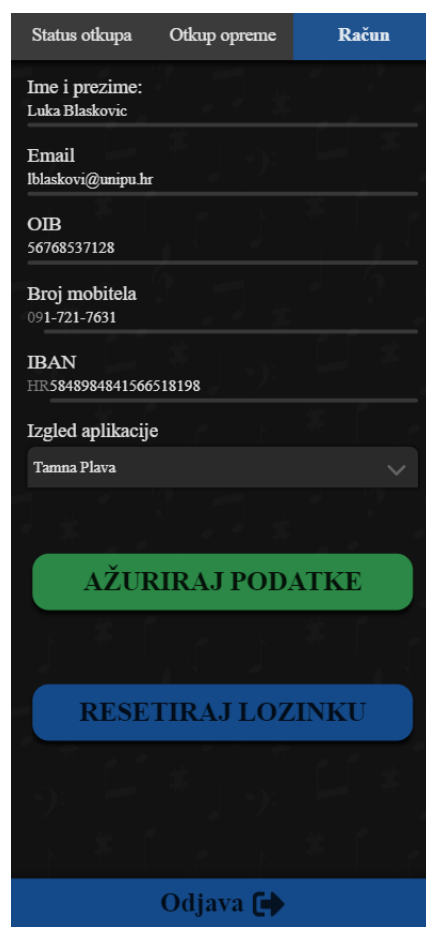 Status otkupa Otkup opreme Račun
Ime i prezime:
Luka Blaskovic
Email
lblaskovi@unipu.hr
OIB
56768537128
Broj mobitela
091-721-7631
IBAN
HR5848984841566518198
Izgled aplikacije
Tamna Plava
AŽURIRAJ PODATKE
RESETIRAJ LOZINKU
Odjava